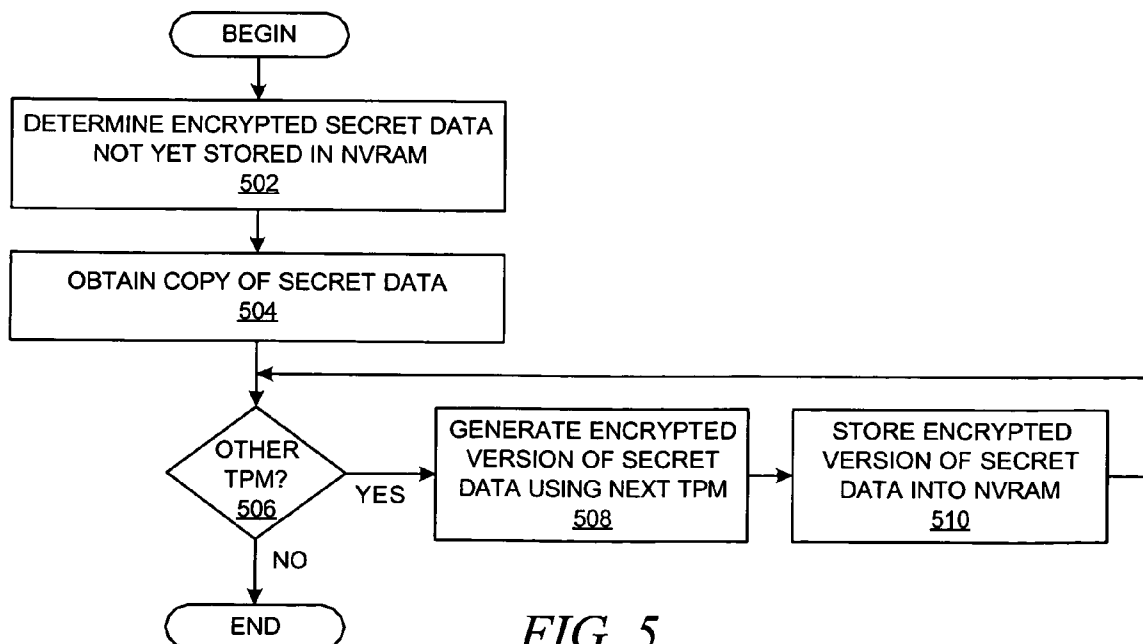 BEGIN
DETERMINE ENCRYPTED SECRET DATA
NOT YET STORED IN NVRAM
502
OBTAIN COPY OF SECRET DATA
504
OTHER
TPM?
506
YES
NO
GENERATE ENCRYPTED
VERSION OF SECRET
DATA USING NEXT TPM
508
STORE ENCRYPTED
VERSION OF SECRET
DATA INTO NVRAM
510
END
FIG. 5